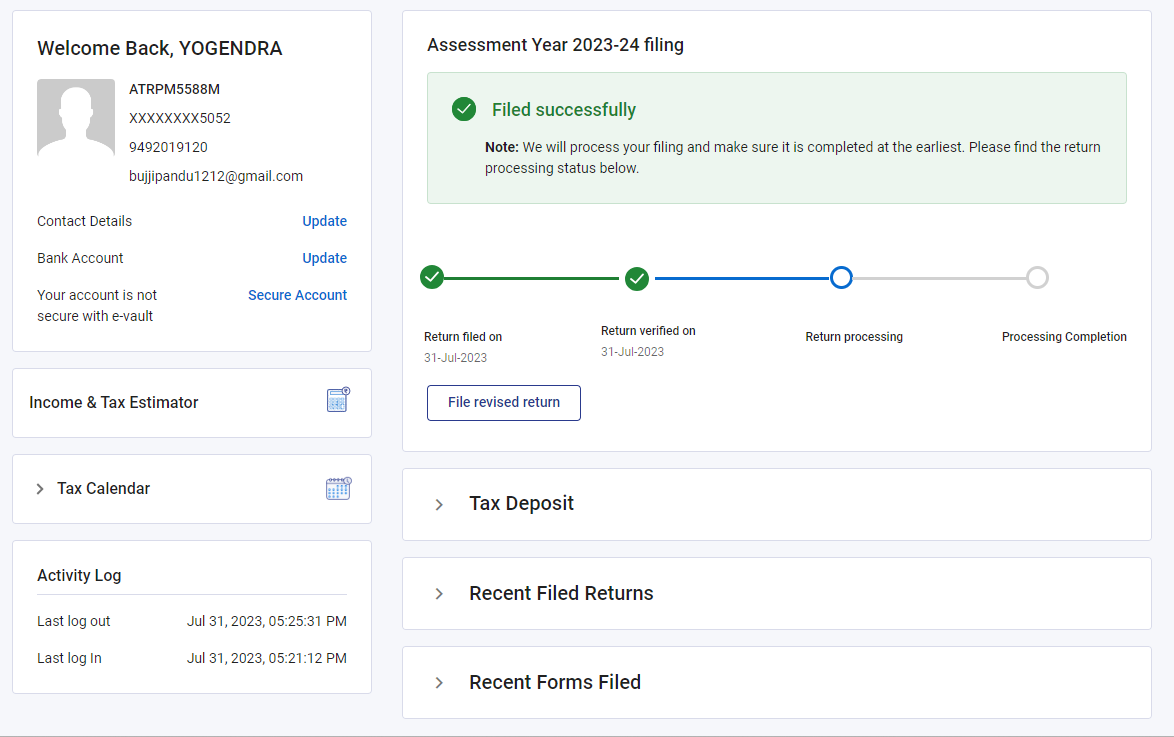 Welcome Back, YOGENDRA
ATRPM5588M
XXXXXXXX5052
9492019120
bujjipandu1212@gmail.com
Contact Details Update
Bank Account Update
Your account is not Secure Account
secure with e-vault
Income & Tax Estimator
Tax Calendar
Activity Log
Last log out Jul 31, 2023, 05:25:31 PM
Last log In Jul 31, 2023, 05:21:12 PM
Assessment Year 2023-24 filing
Filed successfully
Note: We will process your filing and make sure it is completed at the earliest. Please find the return
processing status below.
Return filed on
31-Jul-2023
Return verified on
31-Jul-2023
Return processing
Processing Completion
File revised return
Tax Deposit
Recent Filed Returns
Recent Forms Filed